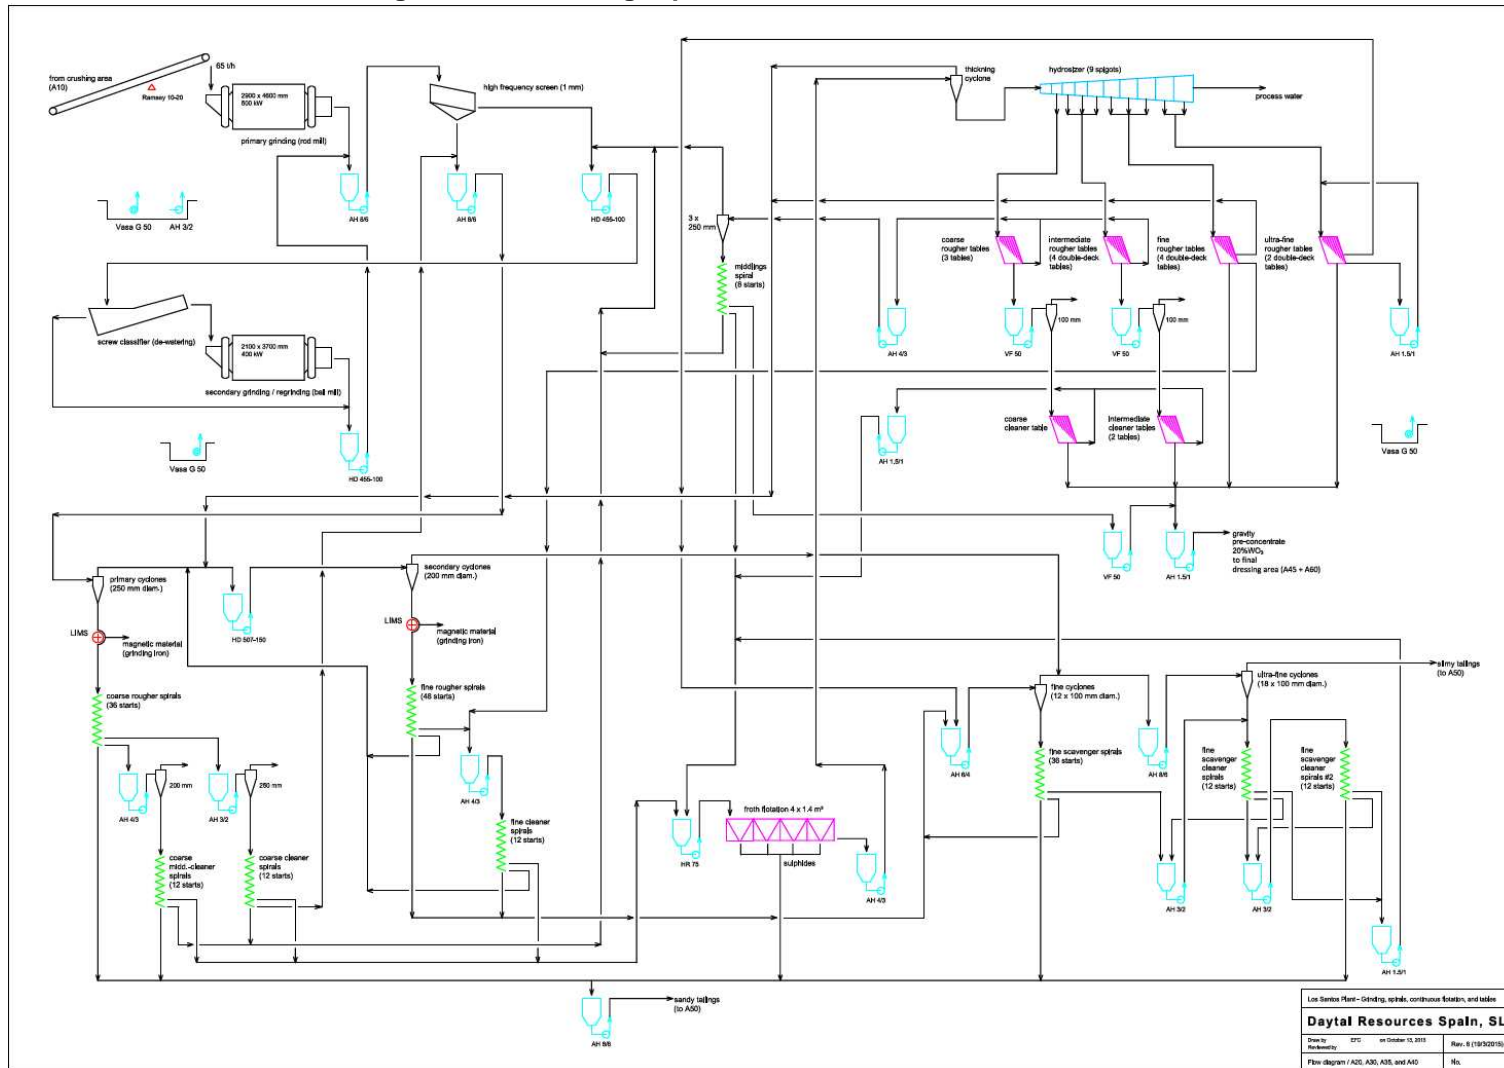 from crushing area
(A10)
65 t/h
Ramsey 10-20
2900 x 4600 mm
800 kW
primary grinding (rod mill)
high frequency screen (1 mm)
thickning
cyclone
hydrosizer (9 spigots)
process water
Vasa G 50
AH 3/2
AH 8/6
AH 8/6
HD 455-100
3 x
250 mm
middlings
spiral
(8 starts)
coarse
rougher tables
(3 tables)
intermediate
rougher tables
(4 double-deck
tables)
fine
rougher tables
(4 double-deck
tables)
ultra-fine
rougher tables
(2 double-deck
tables)
screw classifier (de-watering)
2100 x 3700 mm
400 kW
secondary grinding / regrinding (ball mill)
AH 4/3
VF 50
100 mm
VF 50
100 mm
AH 1.5/1
Vasa G 50
HD 455-100
AH 1.5/1
coarse
cleaner table
intermediate
cleaner tables
(2 tables)
Vasa G 50
VF 50
AH 1.5/1
gravity
pre-concentrate
20%WO₃
to final
dressing area (A45 + A60)
primary cyclones
(250 mm diam.)
secondary cyclones
(200 mm diam.)
HD 507-150
LIMS
magnetic material
(grinding iron)
LIMS
magnetic material
(grinding iron)
coarse rougher spirals
(36 starts)
fine rougher spirals
(48 starts)
fine cyclones
(12 x 100 mm diam.)
ultra-fine cyclones
(18 x 100 mm diam.)
slimy tailings
(to A50)
AH 4/3
200 mm
AH 3/2
250 mm
AH 4/3
fine cleaner
spirals
(12 starts)
coarse
midd.-cleaner
spirals
(12 starts)
coarse cleaner
spirals
(12 starts)
HR 75
froth flotation 4 x 1.4 m³
sulphides
AH 4/3
AH 6/4
fine scavenger spirals
(36 starts)
AH 8/6
fine
scavenger
cleaner
spirals
(12 starts)
fine
scavenger
cleaner
spirals #2
(12 starts)
AH 3/2
AH 3/2
AH 1.5/1
AH 8/6
sandy tailings
(to A50)
Los Santos Plant - Grinding, spirals, continuous flotation, and tables
Daytal Resources Spain, SL
Drawn by EFC on October 13, 2015
Reviewed by
Flow diagram / A20, A30, A35, and A40
No.